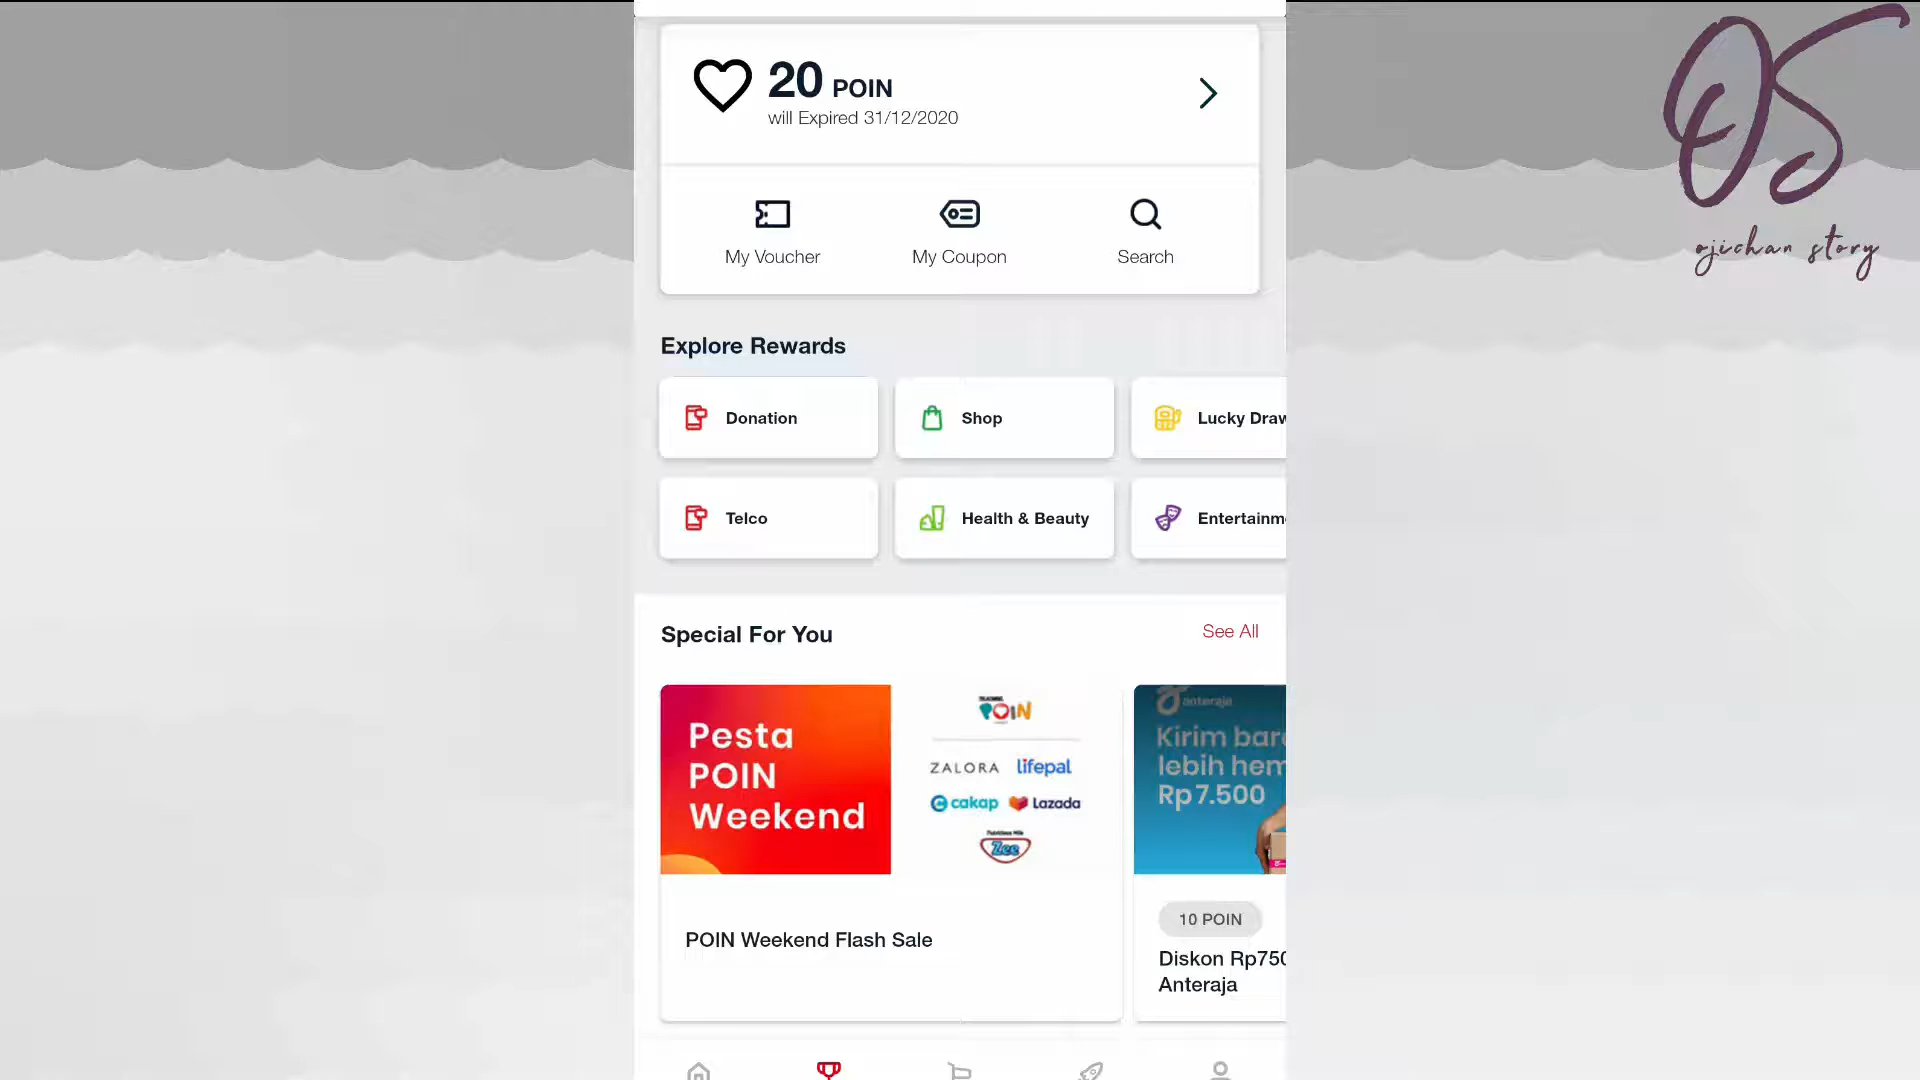 20 POIN
will Expired 31/12/2020
My Voucher
My Coupon
Search
Explore Rewards
Donation
Shop
Lucky Draw
Telco
Health & Beauty
Entertainm
Special For You
See All
Pesta
POIN
Weekend
POIN
ZALORA
lifepal
cakap
Lazada
Zee
POIN Weekend Flash Sale
anteraja
Kirim bar
lebih hem
Rp7.500
10 POIN
Diskon Rp750
Anteraja
OS
ojichan story